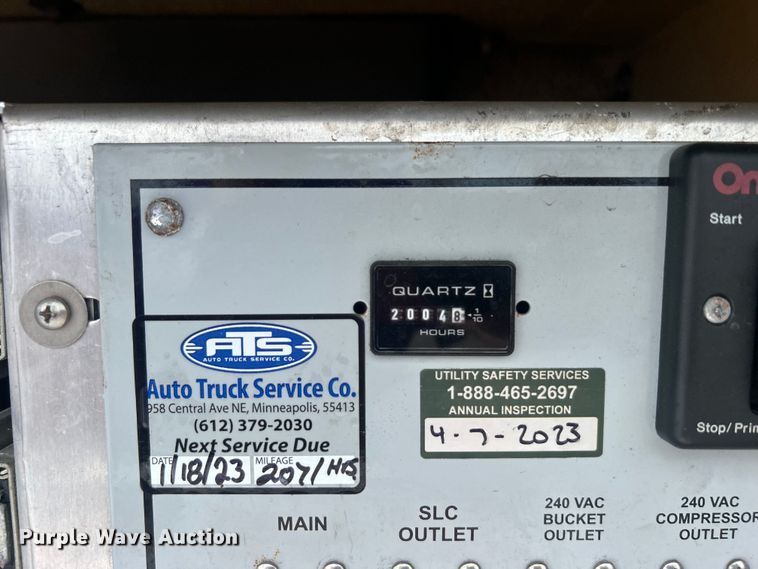 On
Start
QUARTZ
20048 1/10
HOURS
ATS
AUTO TRUCK SERVICE CO.
Auto Truck Service Co.
958 Central Ave NE, Minneapolis, 55413
(612) 379-2030
Next Service Due
DATE MILEAGE
1/18/23 2071 HRS
UTILITY SAFETY SERVICES
1-888-465-2697
ANNUAL INSPECTION
4-7-2023
Stop/Prim
MAIN
SLC
OUTLET
240 VAC
BUCKET
OUTLET
240 VAC
COMPRESSOR
OUTLET
Purple Wave Auction